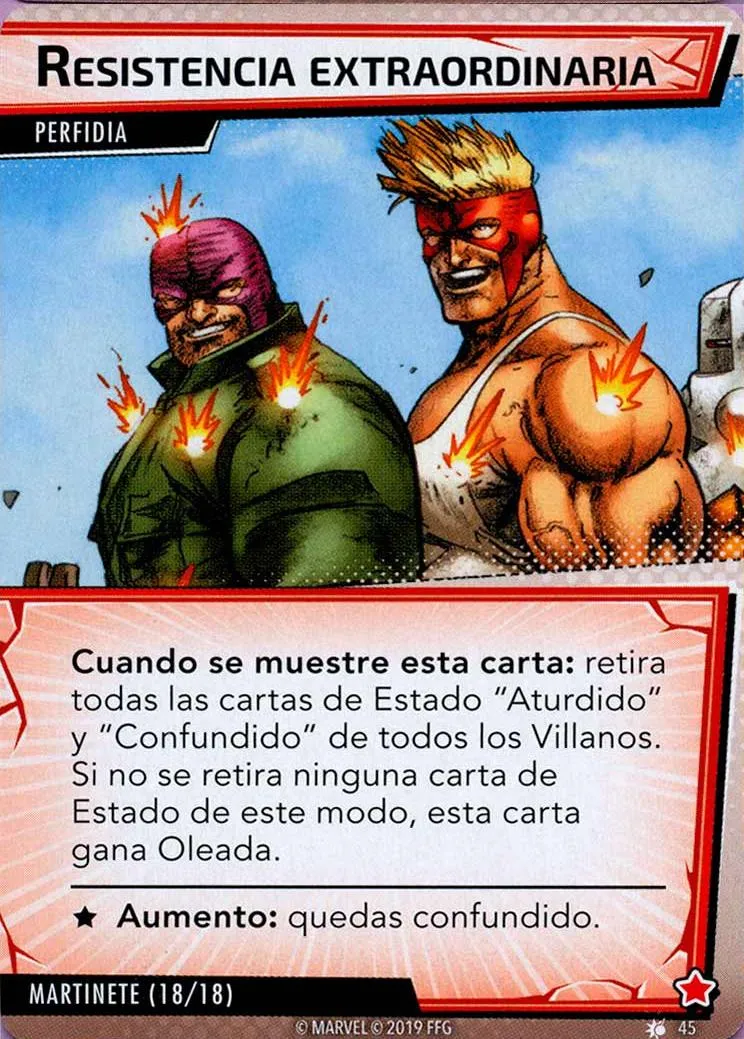 RESISTENCIA EXTRAORDINARIA
PERFIDIA
Cuando se muestre esta carta: retira
todas las cartas de Estado “Aturdido”
y “Confundido” de todos los Villanos.
Si no se retira ninguna carta de
Estado de este modo, esta carta
gana Oleada.
★ Aumento: quedas confundido.
MARTINETE (18/18)
© MARVEL © 2019 FFG
45